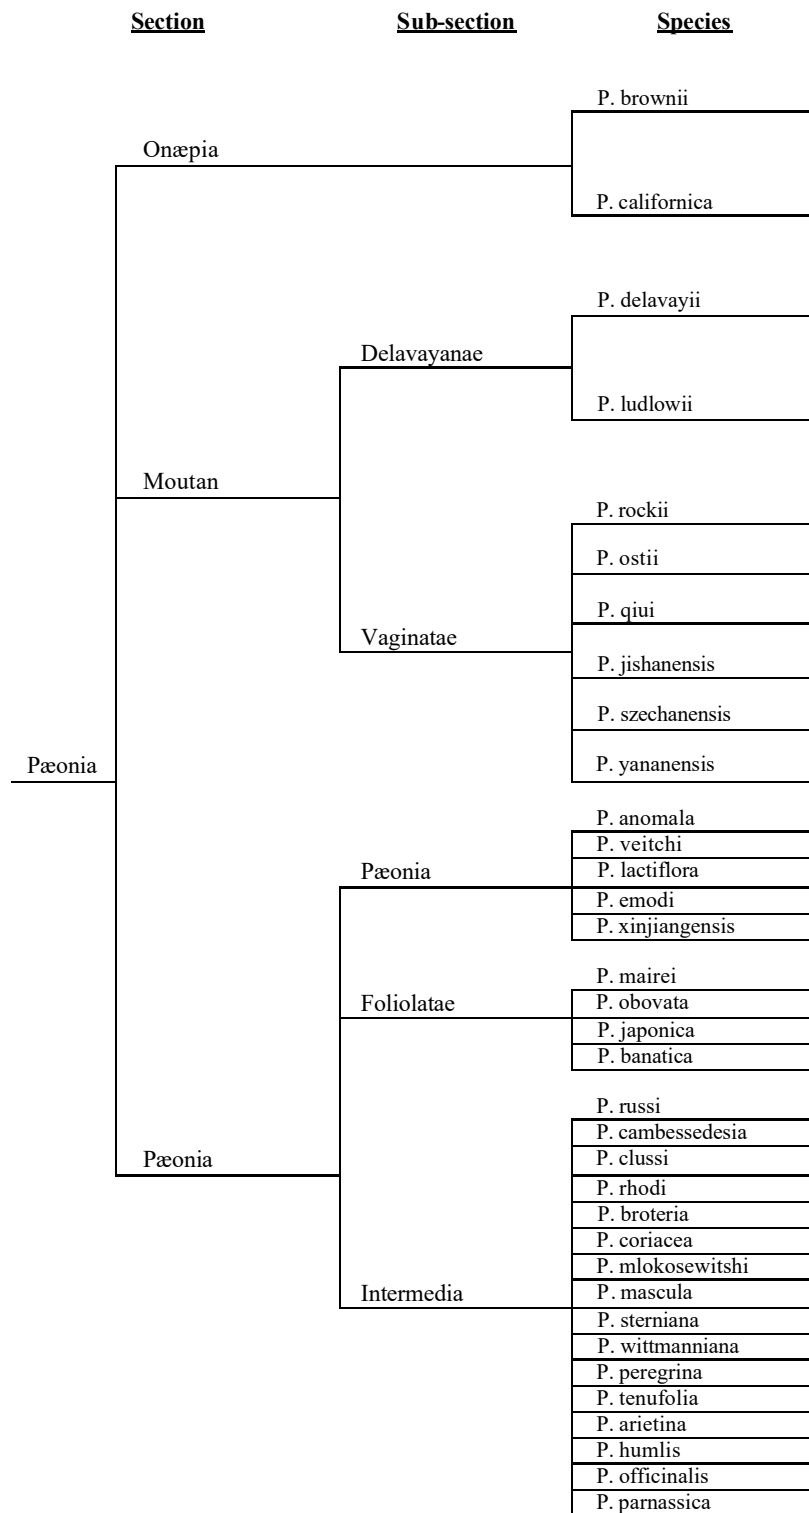 Section Sub-section Species
P. brownii
Onæpia
P. californica
P. delavayii
Delavayanae
P. ludlowii
Moutan
P. rockii
P. ostii
P. qiui
Vaginatae
P. jishanensis
P. szechanensis
Pæonia
P. yananensis
P. anomala
P. veitchi
Pæonia
P. lactiflora
P. emodi
P. xinjiangensis
P. mairei
Foliolatae
P. obovata
P. japonica
P. banatica
P. russi
P. cambessedesia
Pæonia
P. clussi
P. rhodi
P. broteria
P. coriacea
P. mlokosewitshi
Intermedia
P. mascula
P. sterniana
P. wittmanniana
P. peregrina
P. tenufolia
P. arietina
P. humlis
P. officinalis
P. parnassica